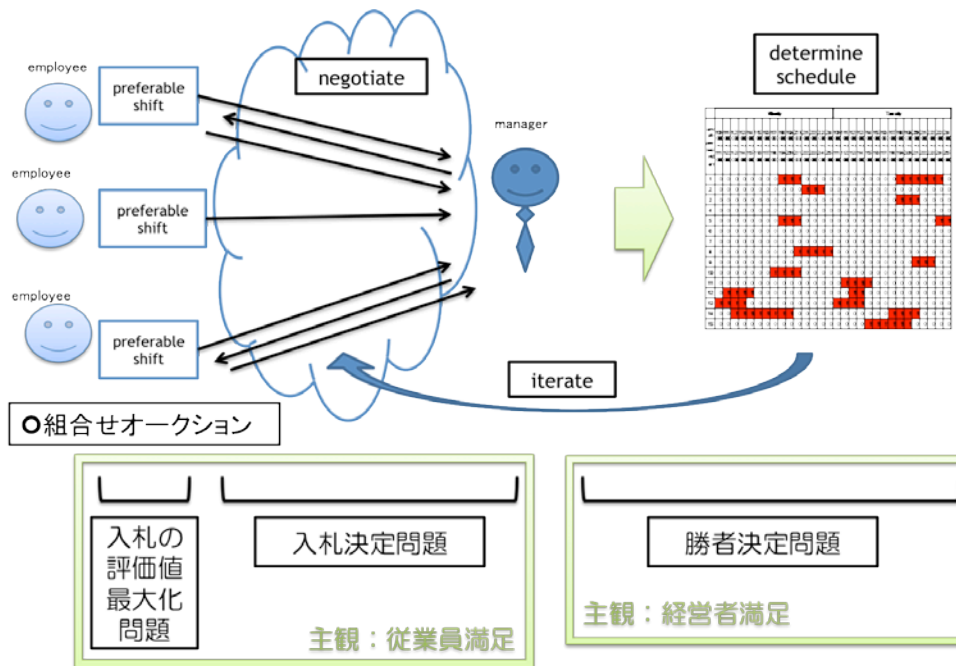 employee
preferable
shift
negotiate
determine
schedule
manager
employee
preferable
shift
employee
preferable
shift
iterate
○組合せオークション
入札の
評価値
最大化
問題
入札決定問題
主観:従業員満足
勝者決定問題
主観:経営者満足